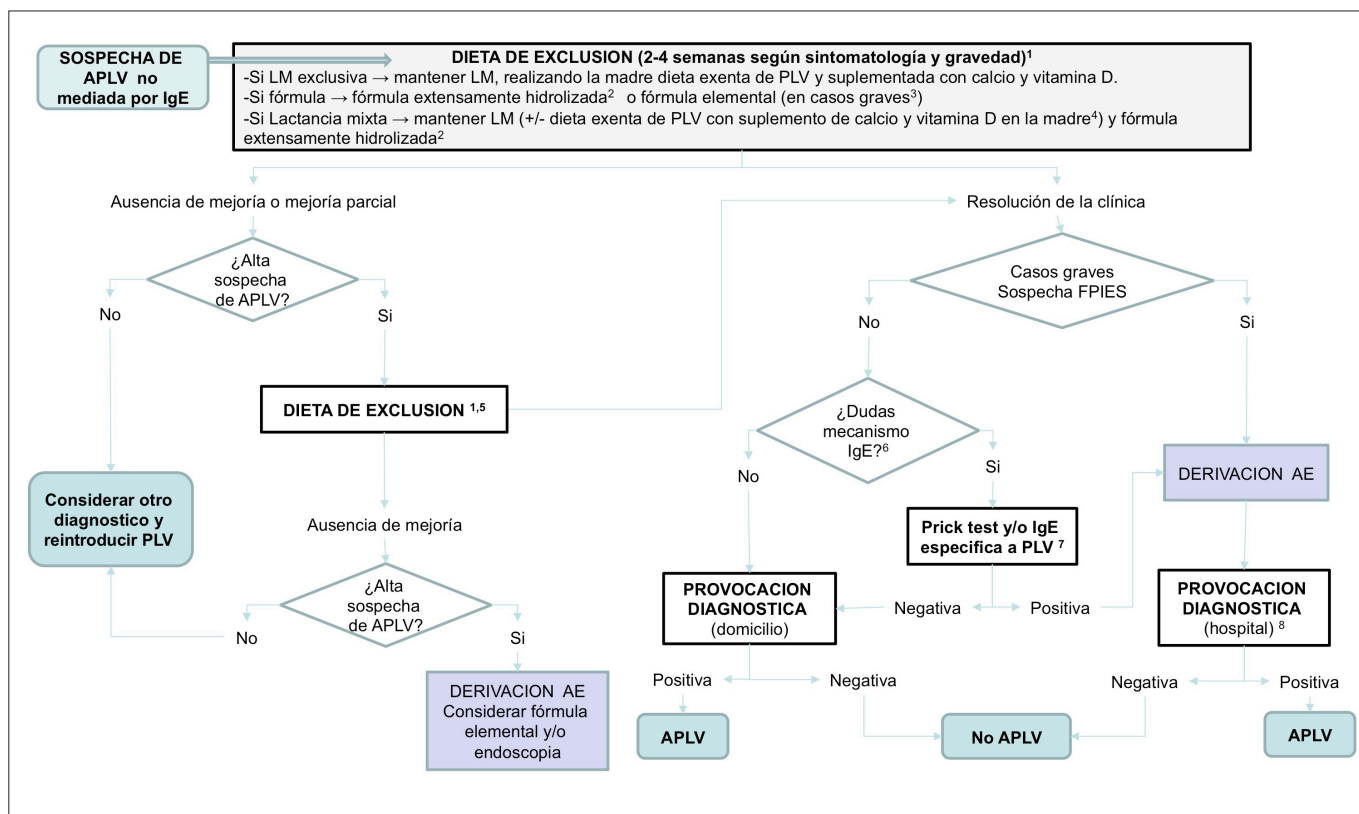 SOSPECHA DE
APLV no
mediada por IgE
DIETA DE EXCLUSION (2-4 semanas según sintomatología y gravedad)¹
-Si LM exclusiva → mantener LM, realizando la madre dieta exenta de PLV y suplementada con calcio y vitamina D.
-Si fórmula → fórmula extensamente hidrolizada² o fórmula elemental (en casos graves³)
-Si Lactancia mixta → mantener LM (+/- dieta exenta de PLV con suplemento de calcio y vitamina D en la madre⁴) y fórmula
extensamente hidrolizada²
Ausencia de mejoría o mejoría parcial
Resolución de la clínica
¿Alta
sospecha
de APLV?
No
Si
Casos graves
Sospecha FPIES
No
Si
DIETA DE EXCLUSION ¹,⁵
¿Dudas
mecanismo
IgE?⁶
No
Si
DERIVACION AE
Considerar otro
diagnostico y
reintroducir PLV
Ausencia de mejoría
Prick test y/o IgE
especifica a PLV ⁷
¿Alta
sospecha
de APLV?
No
Si
PROVOCACION
DIAGNOSTICA
(domicilio)
Negativa
Positiva
PROVOCACION
DIAGNOSTICA
(hospital) ⁸
DERIVACION AE
Considerar fórmula
elemental y/o
endoscopia
Positiva
Negativa
Negativa
Positiva
APLV
No APLV
APLV